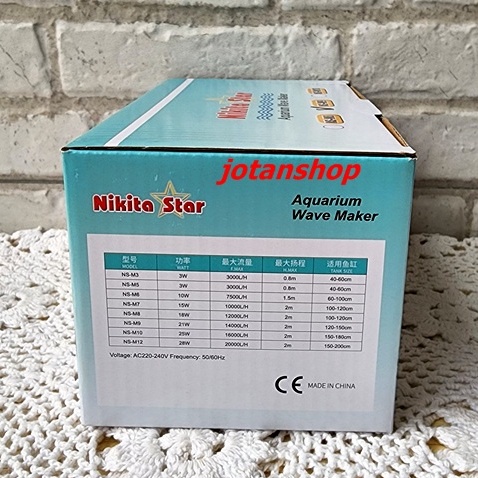 Nikita Star
Aquarium Wave Maker
jotanshop
Nikita Star
Aquarium
Wave Maker
型号 功率 最大流量 最大扬程 适用鱼缸
MODEL WATT F.MAX H.MAX TANK SIZE
NS-M3 3W 3000L/H 0.8m 40-60cm
NS-M5 3W 3000L/H 0.8m 40-60cm
NS-M6 10W 7500L/H 1.5m 60-100cm
NS-M7 15W 10000L/H 2m 100-120cm
NS-M8 18W 12000L/H 2m 100-120cm
NS-M9 21W 14000L/H 2m 120-150cm
NS-M10 25W 16000L/H 2m 150-180cm
NS-M12 28W 20000L/H 2m 150-200cm
Voltage: AC220-240V Frequency: 50/60Hz
CE MADE IN CHINA